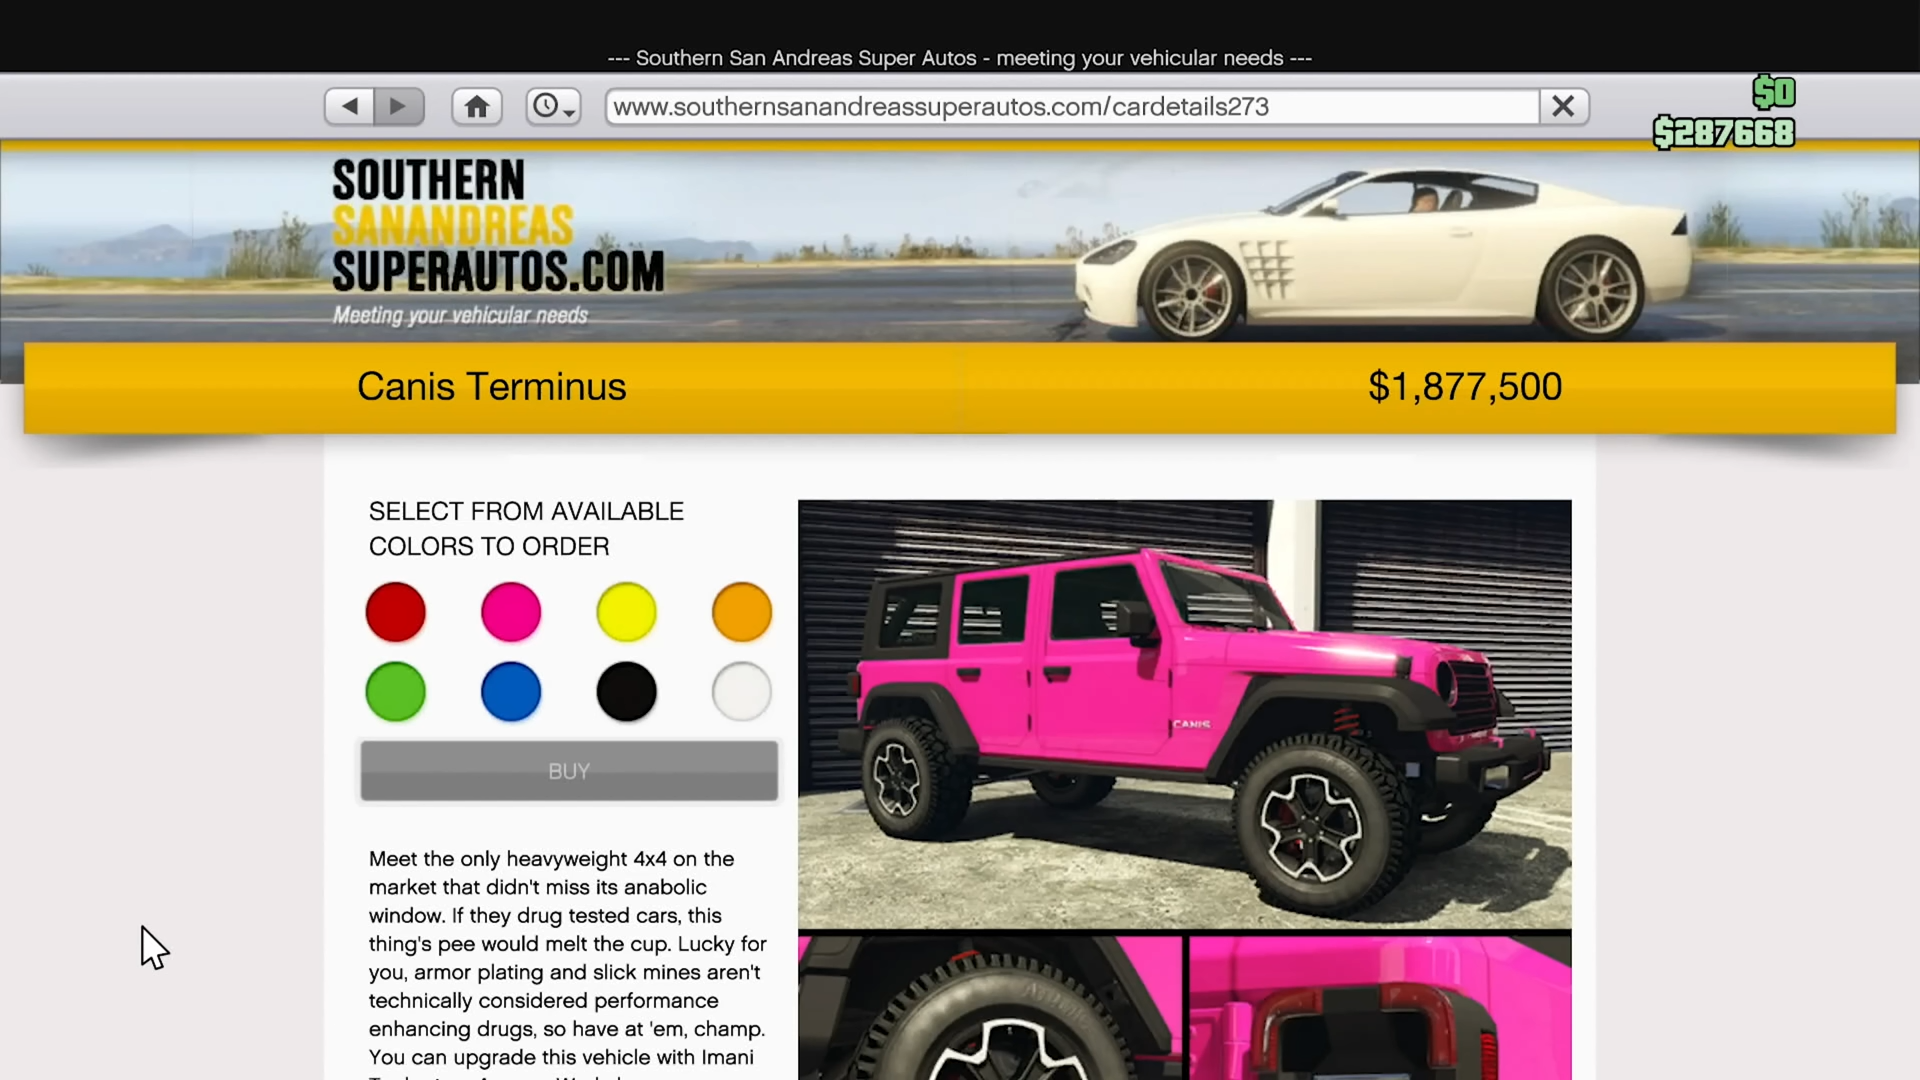 --- Southern San Andreas Super Autos - meeting your vehicular needs ---
www.southernsanandreassuperautos.com/cardetails273
$0
$287668
SOUTHERN
SANANDREAS
SUPERAUTOS.COM
Meeting your vehicular needs
Canis Terminus
$1,877,500
SELECT FROM AVAILABLE
COLORS TO ORDER
BUY
Meet the only heavyweight 4x4 on the
market that didn't miss its anabolic
window. If they drug tested cars, this
thing's pee would melt the cup. Lucky for
you, armor plating and slick mines aren't
technically considered performance
enhancing drugs, so have at 'em, champ.
You can upgrade this vehicle with Imani
CANIS